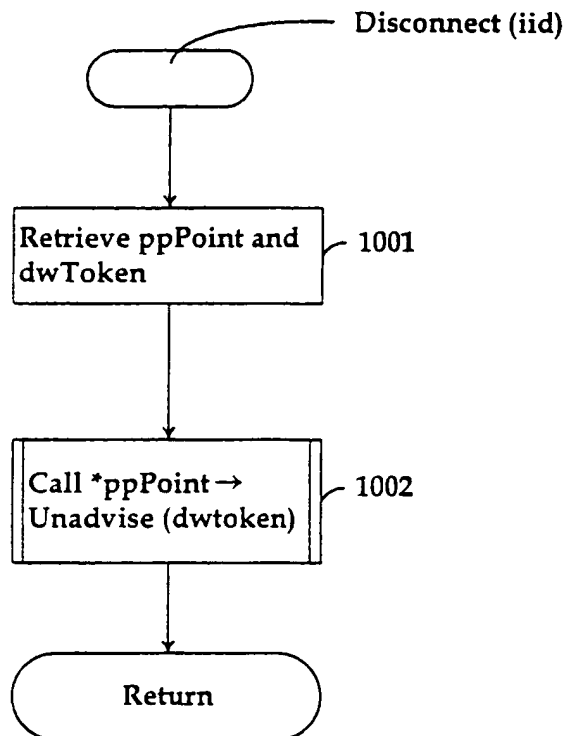 Disconnect (iid)
Retrieve ppPoint and
dwToken
1001
Call *ppPoint→
Unadvise (dwtoken)
1002
Return